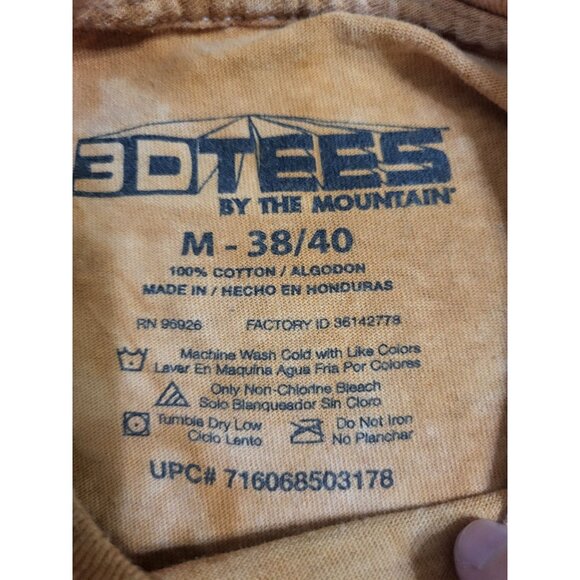 3DTEES™
BY THE MOUNTAIN®
M - 38/40
100% COTTON / ALGODON
MADE IN / HECHO EN HONDURAS
RN 96926 FACTORY ID 36142778
Machine Wash Cold with Like Colors
Lavar En Maquina Agua Fria Por Colores
Only Non-Chlorine Bleach
Solo Blanqueador Sin Cloro
Tumble Dry Low
Ciclo Lento
Do Not Iron
No Planchar
UPC# 716068503178